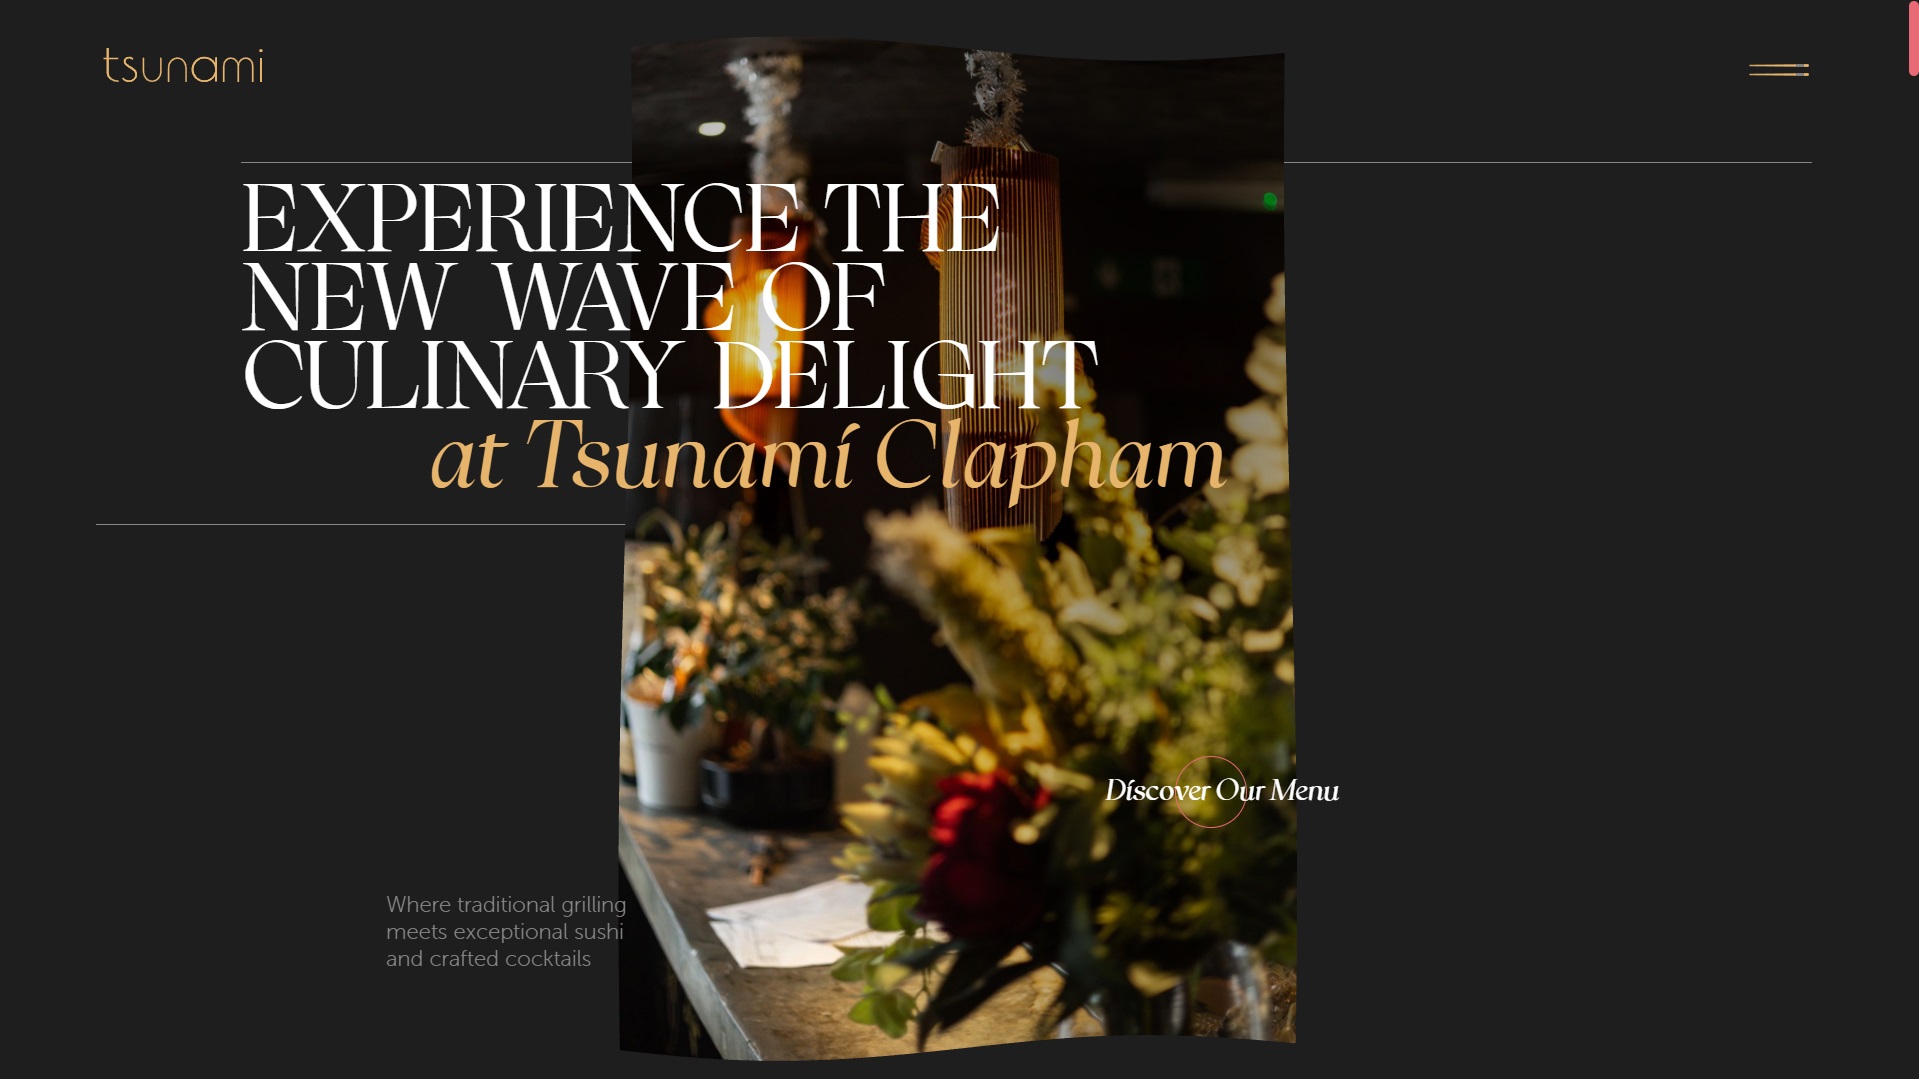 tsunami
EXPERIENCE THE
NEW WAVE OF
CULINARY DELIGHT
at Tsunami Clapham
Discover Our Menu
Where traditional grilling
meets exceptional sushi
and crafted cocktails